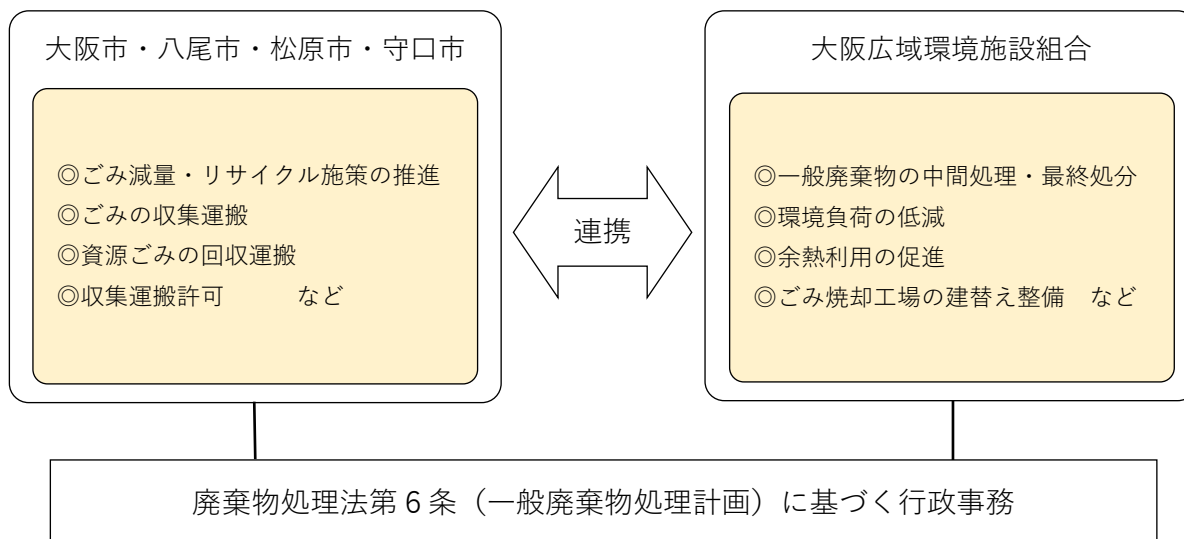 大阪市・八尾市・松原市・守口市
◎ごみ減量・リサイクル施策の推進
◎ごみの収集運搬
◎資源ごみの回収運搬
◎収集運搬許可　　　など
連携
大阪広域環境施設組合
◎一般廃棄物の中間処理・最終処分
◎環境負荷の低減
◎余熱利用の促進
◎ごみ焼却工場の建替え整備　など
廃棄物処理法第６条（一般廃棄物処理計画）に基づく行政事務